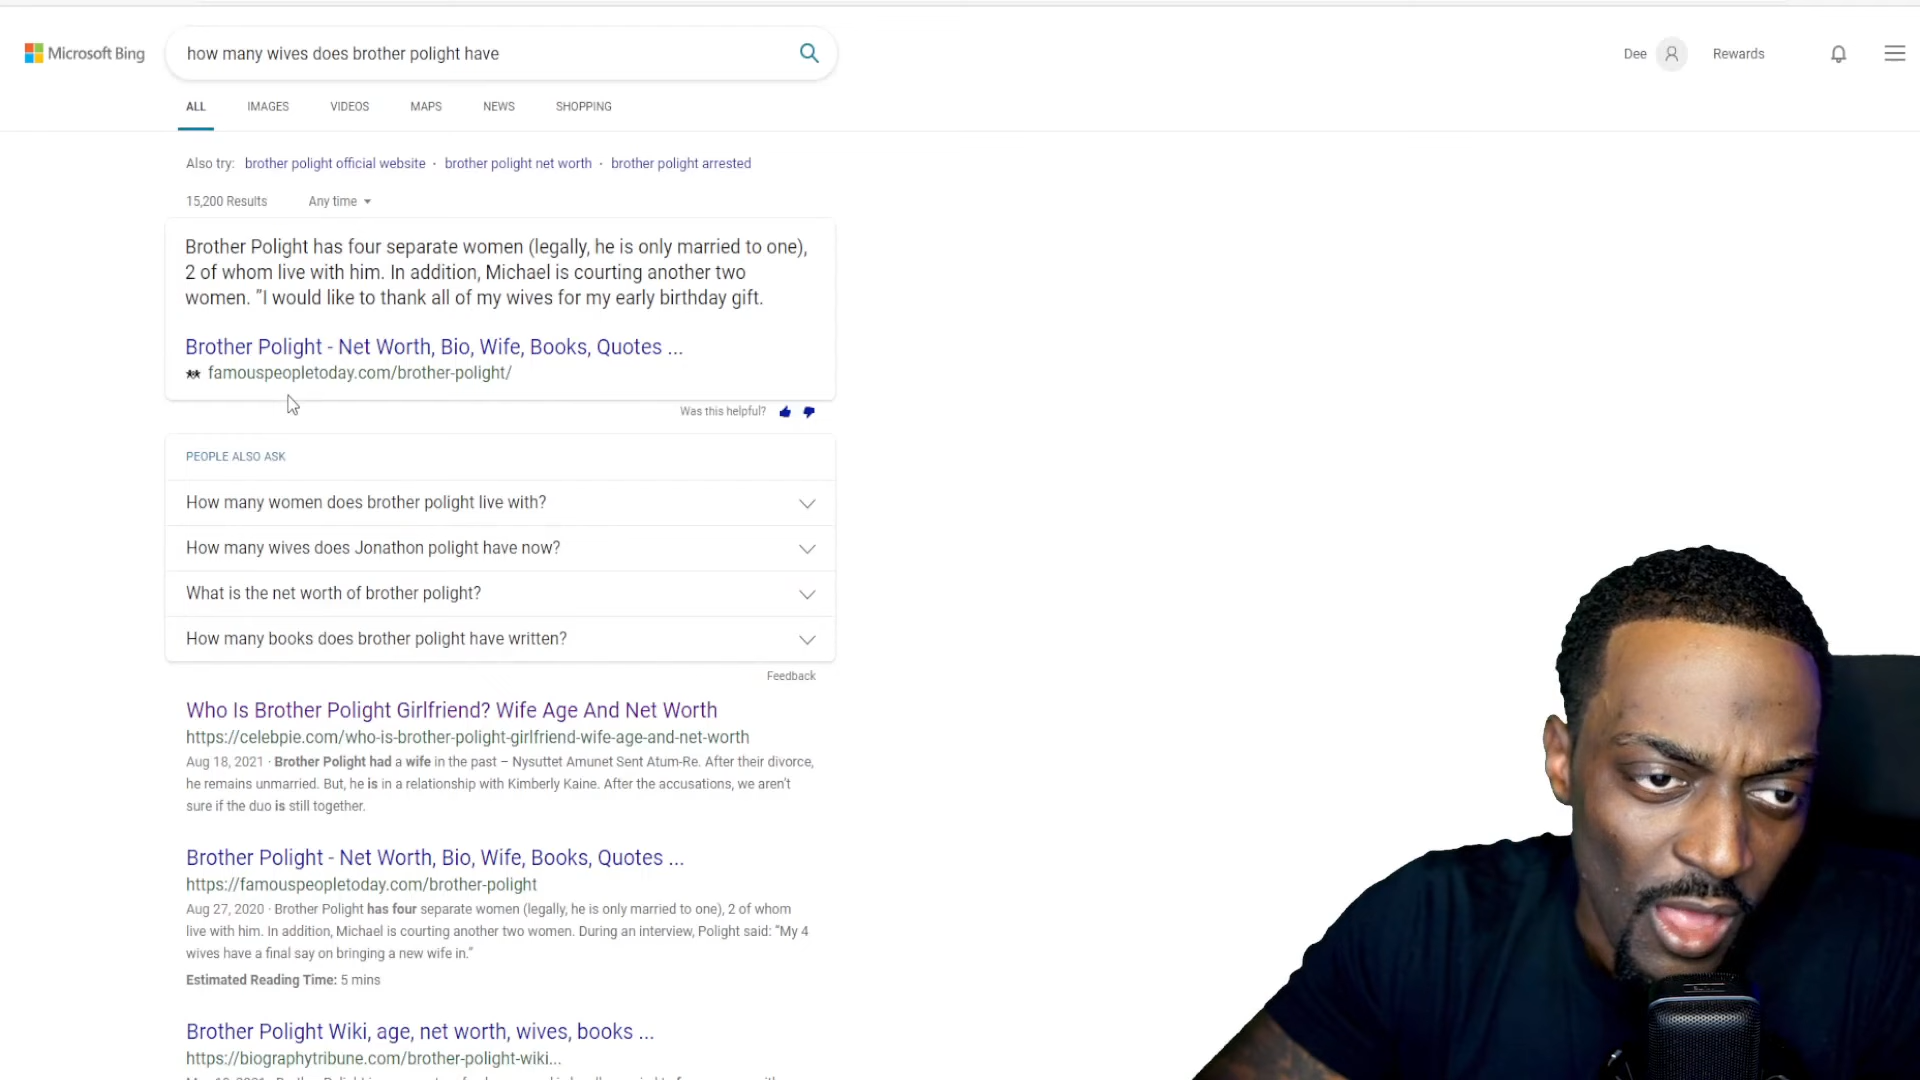 Microsoft Bing
how many wives does brother polight have
Dee
Rewards
ALL IMAGES VIDEOS MAPS NEWS SHOPPING
Also try: brother polight official website · brother polight net worth · brother polight arrested
15,200 Results Any time
Brother Polight has four separate women (legally, he is only married to one),
2 of whom live with him. In addition, Michael is courting another two
women. "I would like to thank all of my wives for my early birthday gift.
Brother Polight - Net Worth, Bio, Wife, Books, Quotes ...
famouspeopletoday.com/brother-polight/
Was this helpful?
PEOPLE ALSO ASK
How many women does brother polight live with?
How many wives does Jonathon polight have now?
What is the net worth of brother polight?
How many books does brother polight have written?
Feedback
Who Is Brother Polight Girlfriend? Wife Age And Net Worth
https://celebpie.com/who-is-brother-polight-girlfriend-wife-age-and-net-worth
Aug 18, 2021 · Brother Polight had a wife in the past – Nysuttet Amunet Sent Atum-Re. After their divorce,
he remains unmarried. But, he is in a relationship with Kimberly Kaine. After the accusations, we aren't
sure if the duo is still together.
Brother Polight - Net Worth, Bio, Wife, Books, Quotes ...
https://famouspeopletoday.com/brother-polight
Aug 27, 2020 · Brother Polight has four separate women (legally, he is only married to one), 2 of whom
live with him. In addition, Michael is courting another two women. During an interview, Polight said: "My 4
wives have a final say on bringing a new wife in."
Estimated Reading Time: 5 mins
Brother Polight Wiki, age, net worth, wives, books ...
https://biographytribune.com/brother-polight-wiki...